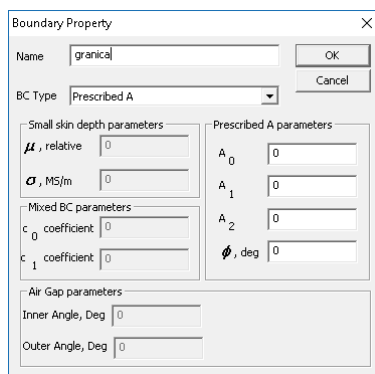 Boundary Property
Name granica OK
Cancel
BC Type Prescribed A
Small skin depth parameters
μ, relative 0
σ, MS/m 0
Prescribed A parameters
A 0 0
A 1 0
A 2 0
ϕ, deg 0
Mixed BC parameters
c 0 coefficient 0
c 1 coefficient 0
Air Gap parameters
Inner Angle, Deg 0
Outer Angle, Deg 0